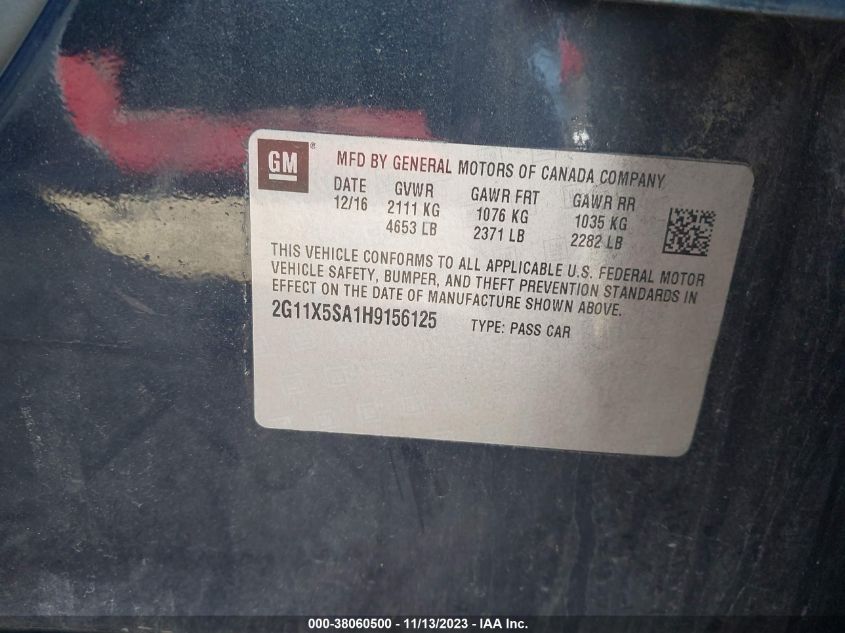 GM ® MFD BY GENERAL MOTORS OF CANADA COMPANY
DATE GVWR GAWR FRT GAWR RR
12/16 2111 KG 1076 KG 1035 KG
4653 LB 2371 LB 2282 LB
THIS VEHICLE CONFORMS TO ALL APPLICABLE U.S. FEDERAL MOTOR
VEHICLE SAFETY, BUMPER, AND THEFT PREVENTION STANDARDS IN
EFFECT ON THE DATE OF MANUFACTURE SHOWN ABOVE.
2G11X5SA1H9156125 TYPE: PASS CAR
000-38060500 - 11/13/2023 - IAA Inc.